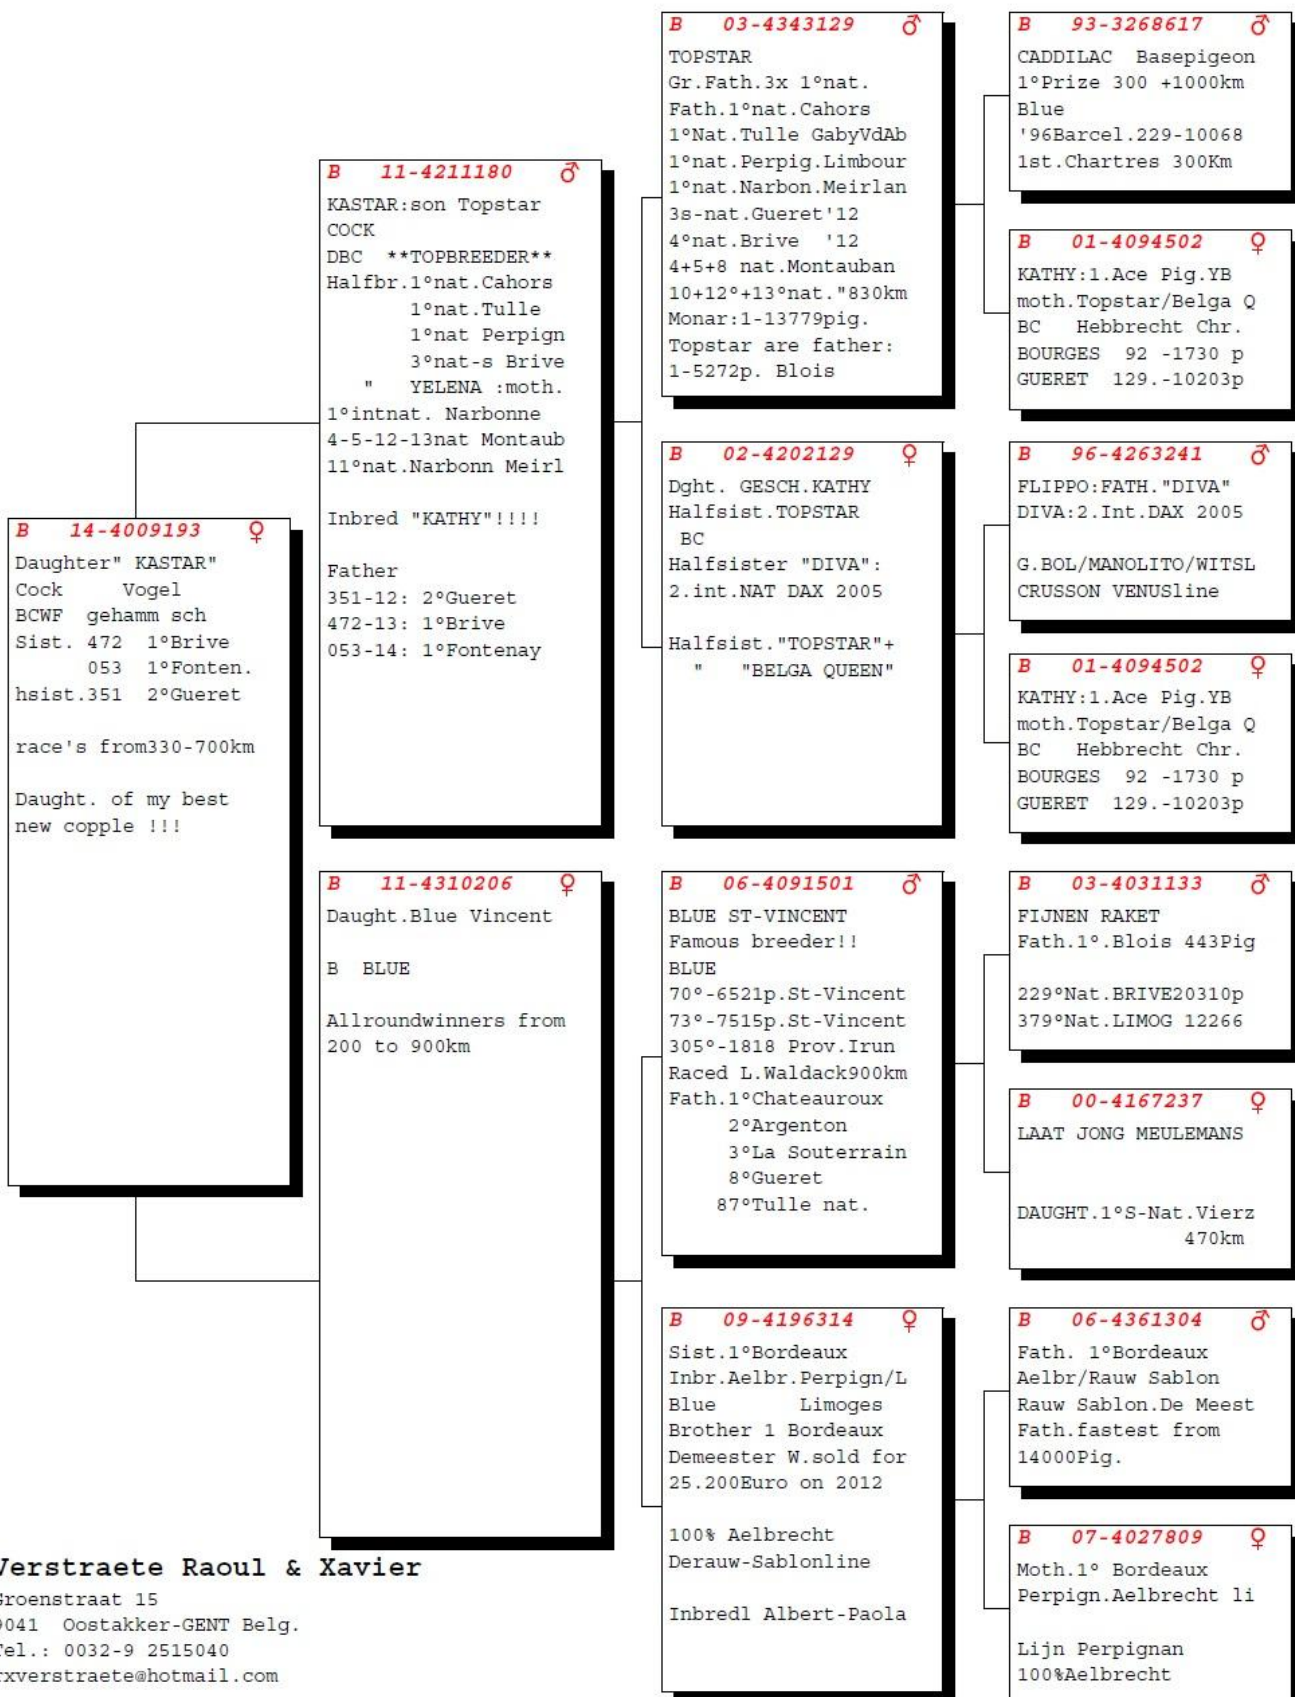 B 14-4009193 ♀
Daughter" KASTAR"
Cock Vogel
BCWF gehamm sch
Sist. 472 1°Brive
053 1°Fonten.
hsist.351 2°Gueret
race's from330-700km
Daught. of my best
new copple !!!
B 11-4211180 ♂
KASTAR:son Topstar
COCK
DBC **TOPBREEDER**
Halfbr.1°nat.Cahors
1°nat.Tulle
1°nat Perpign
3°nat-s Brive
" YELENA :moth.
1°intnat. Narbonne
4-5-12-13nat Montaub
11°nat.Narbonn Meirl
Inbred "KATHY"!!!!
Father
351-12: 2°Gueret
472-13: 1°Brive
053-14: 1°Fontenay
B 11-4310206 ♀
Daught.Blue Vincent
B BLUE
Allroundwinners from
200 to 900km
B 03-4343129 ♂
TOPSTAR
Gr.Fath.3x 1°nat.
Fath.1°nat.Cahors
1°Nat.Tulle GabyVdAb
1°nat.Perpig.Limbour
1°nat.Narbon.Meirlan
3s-nat.Gueret'12
4°nat.Brive '12
4+5+8 nat.Montauban
10+12°+13°nat."830km
Monar:1-13779pig.
Topstar are father:
1-5272p. Blois
B 02-4202129 ♀
Dght. GESCH.KATHY
Halfsist.TOPSTAR
BC
Halfsister "DIVA":
2.int.NAT DAX 2005
Halfsist."TOPSTAR"+
" "BELGA QUEEN"
B 06-4091501 ♂
BLUE ST-VINCENT
Famous breeder!!
BLUE
70°-6521p.St-Vincent
73°-7515p.St-Vincent
305°-1818 Prov.Irun
Raced L.Waldack900km
Fath.1°Chateauroux
2°Argenton
3°La Souterrain
8°Gueret
87°Tulle nat.
B 09-4196314 ♀
Sist.1°Bordeaux
Inbr.Aelbr.Perpign/L
Blue Limoges
Brother 1 Bordeaux
Demeester W.sold for
25.200Euro on 2012
100% Aelbrecht
Derauw-Sablonline
Inbredl Albert-Paola
B 93-3268617 ♂
CADDILAC Basepigeon
1°Prize 300 +1000km
Blue
'96Barcel.229-10068
1st.Chartres 300Km
B 01-4094502 ♀
KATHY:1.Ace Pig.YB
moth.Topstar/Belga Q
BC Hebbrecht Chr.
BOURGES 92 -1730 p
GUERET 129.-10203p
B 96-4263241 ♂
FLIPPO:FATH."DIVA"
DIVA:2.Int.DAX 2005
G.BOL/MANOLITO/WITSL
CRUSSON VENUSline
B 01-4094502 ♀
KATHY:1.Ace Pig.YB
moth.Topstar/Belga Q
BC Hebbrecht Chr.
BOURGES 92 -1730 p
GUERET 129.-10203p
B 03-4031133 ♂
FIJNEN RAKET
Fath.1°.Blois 443Pig
229°Nat.BRIVE20310p
379°Nat.LIMOG 12266
B 00-4167237 ♀
LAAT JONG MEULEMANS
DAUGHT.1°S-Nat.Vierz
470km
B 06-4361304 ♂
Fath. 1°Bordeaux
Aelbr/Rauw Sablon
Rauw Sablon.De Meest
Fath.fastest from
14000Pig.
B 07-4027809 ♀
Moth.1° Bordeaux
Perpign.Aelbrecht li
Lijn Perpignan
100%Aelbrecht
Verstraete Raoul & Xavier
Groenstraat 15
9041 Oostakker-GENT Belg.
Tel.: 0032-9 2515040
rxverstraete@hotmail.com